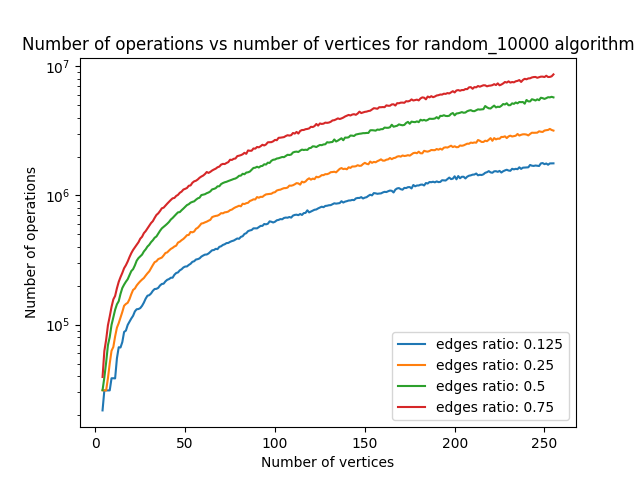 Number of operations vs number of vertices for random_10000 algorithm
10^7
10^6
10^5
Number of operations
0 50 100 150 200 250
Number of vertices
edges ratio: 0.125
edges ratio: 0.25
edges ratio: 0.5
edges ratio: 0.75